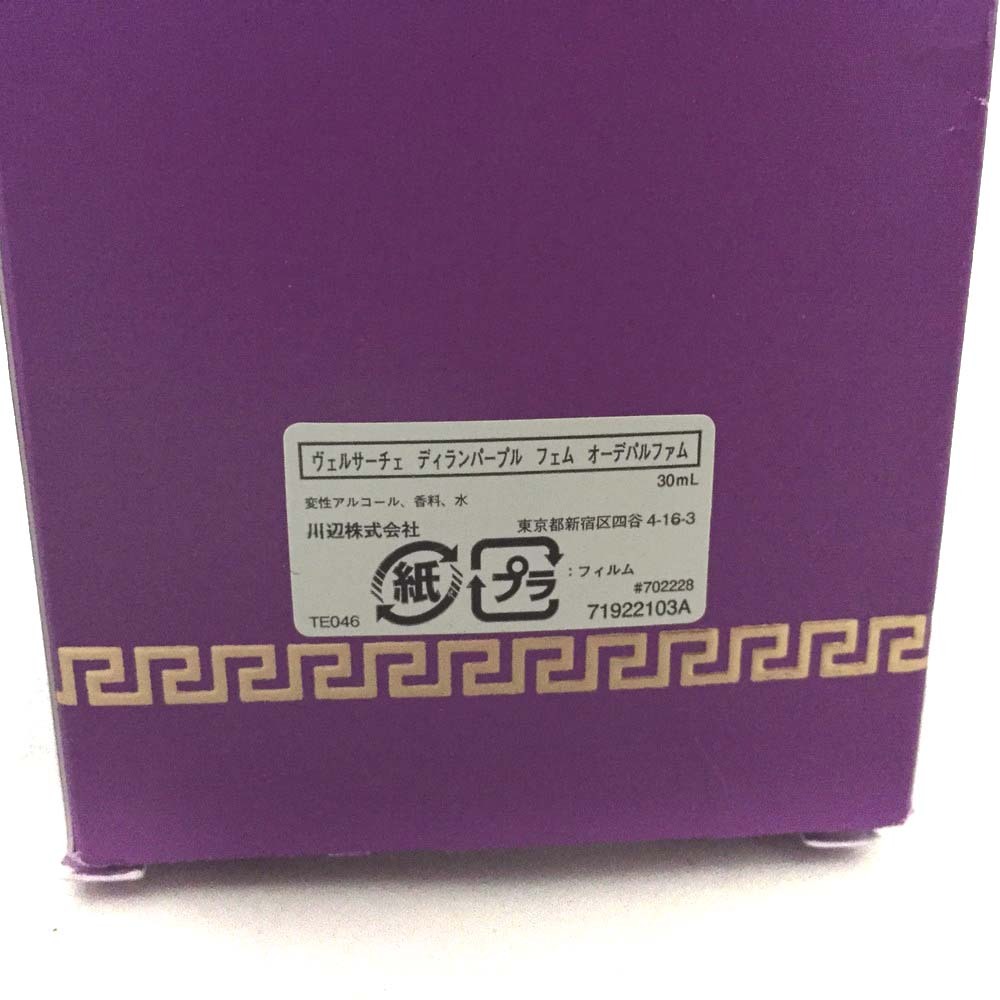 ヴェルサーチェ ディランパープル フェム オーデパルファム
30mL
変性アルコール、香料、水
川辺株式会社 東京都新宿区四谷 4-16-3
紙 プラ :フィルム
#702228
TE046 71922103A